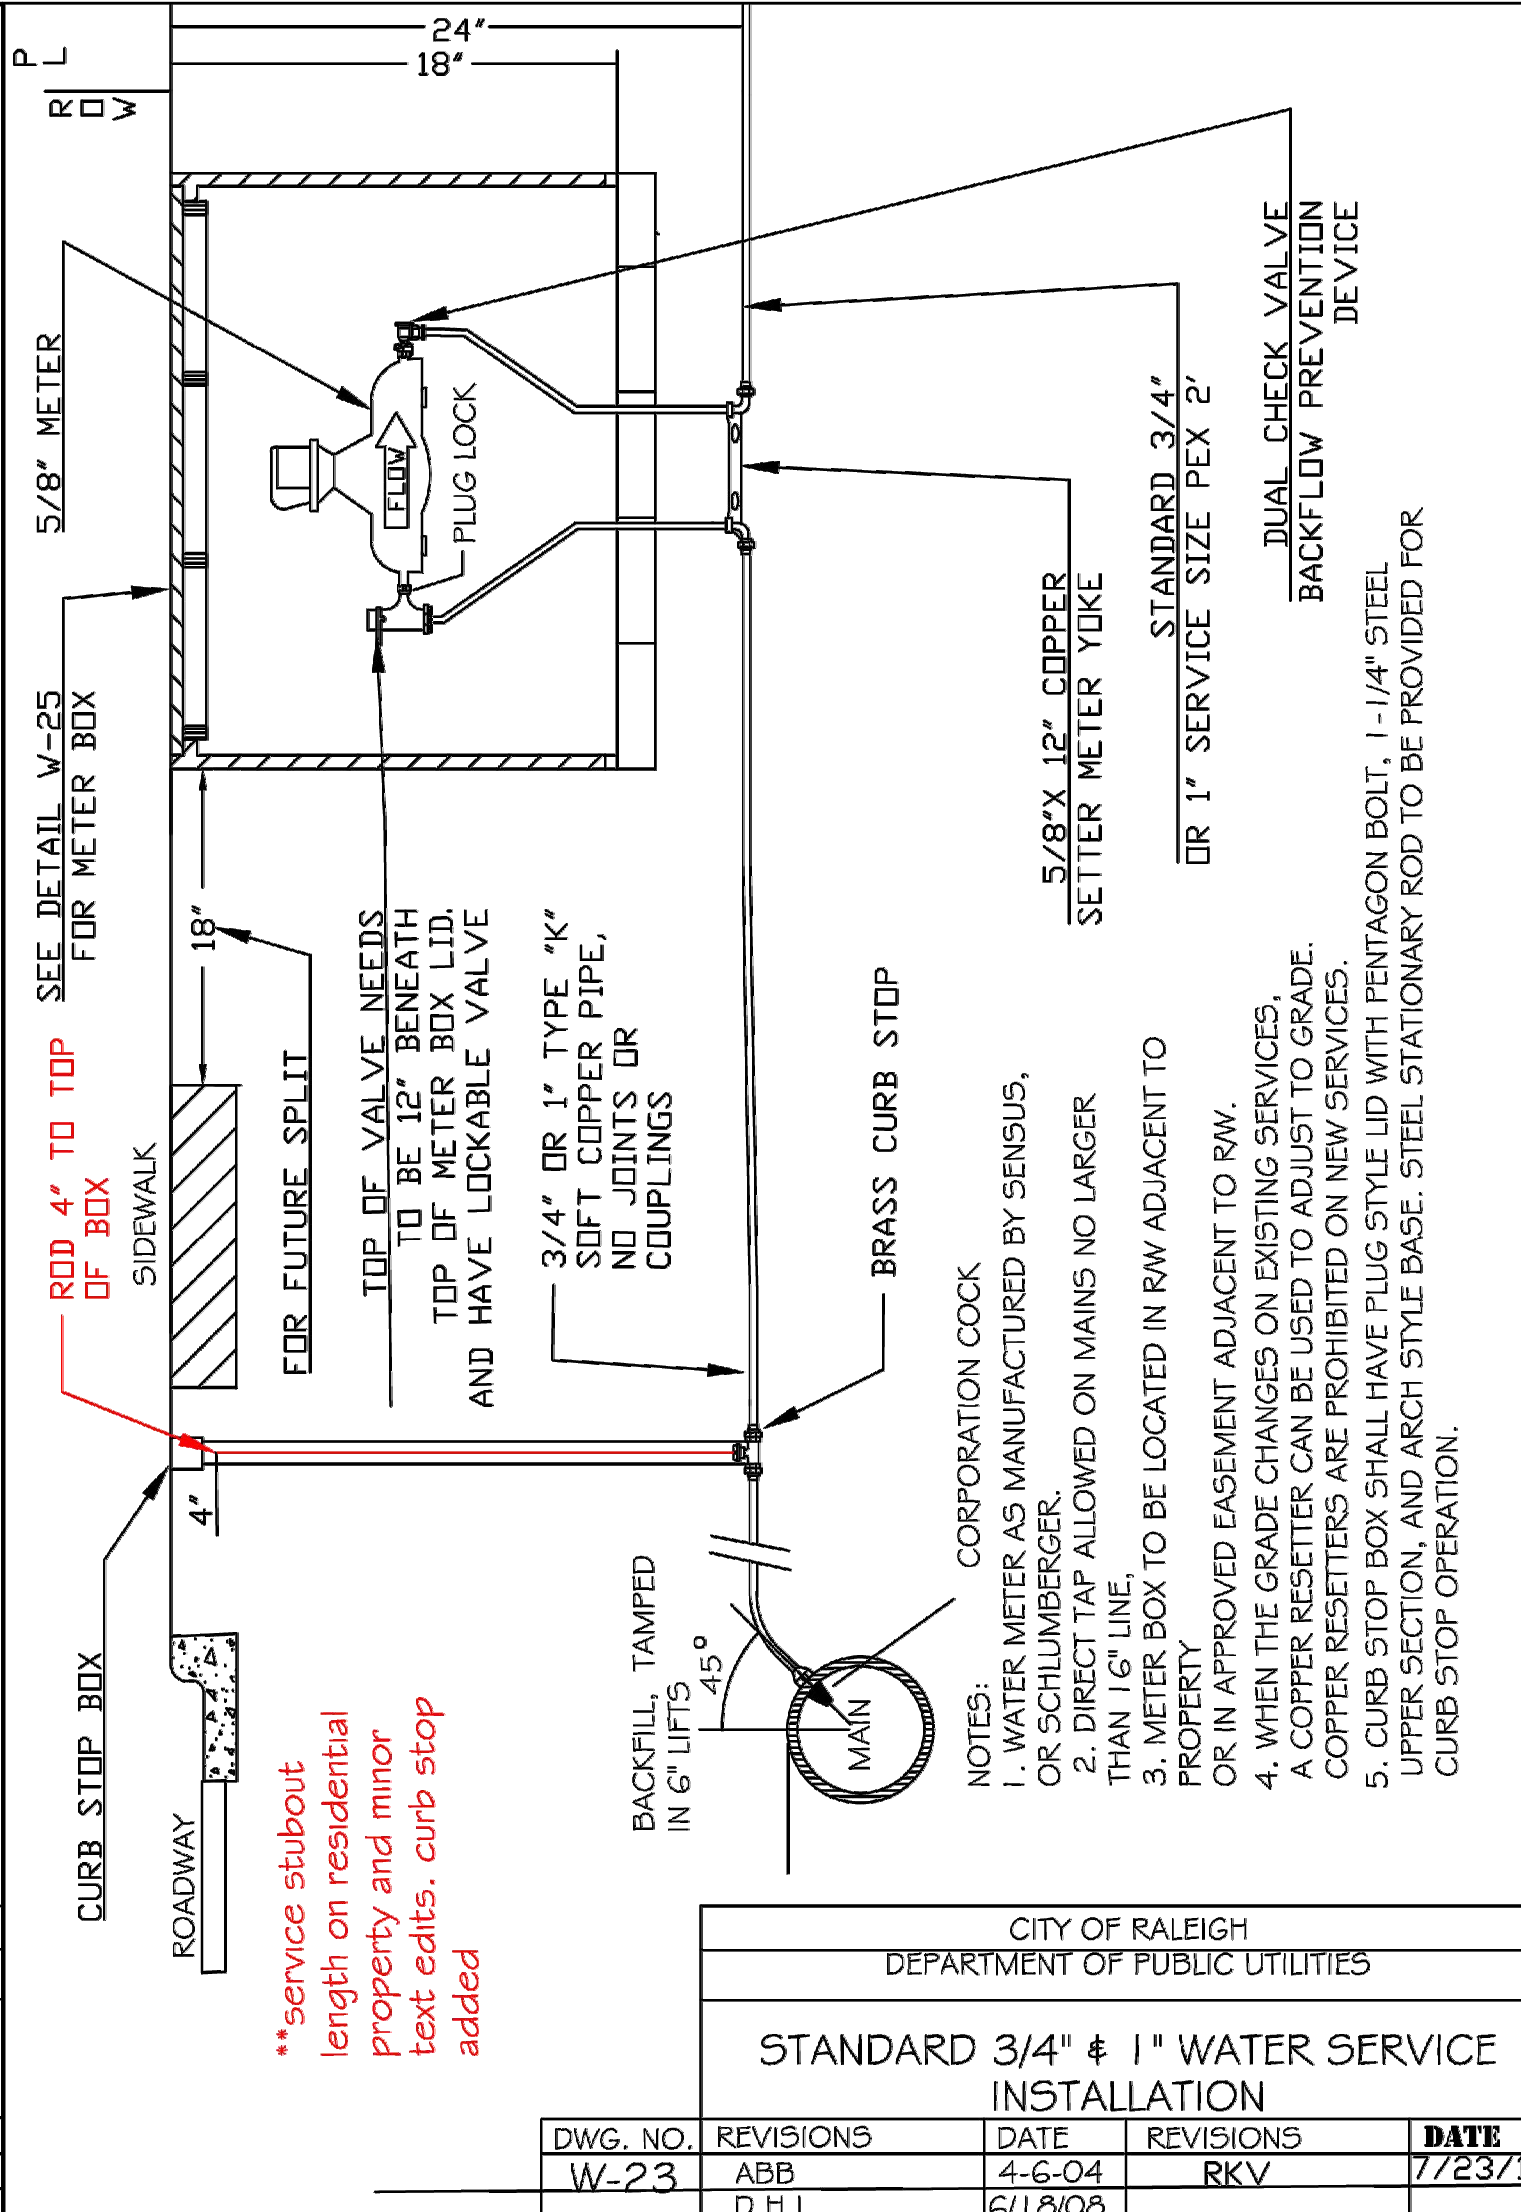 P
L
R
O
W
24"
18"
5/8" METER
SEE DETAIL W-25
FOR METER BOX
ROD 4" TO TOP
OF BOX
SIDEWALK
18"
FOR FUTURE SPLIT
CURB STOP BOX
ROADWAY
4"
FLOW
PLUG LOCK
TOP OF VALVE NEEDS
TO BE 12" BENEATH
TOP OF METER BOX LID.
AND HAVE LOCKABLE VALVE
3/4" OR 1" TYPE "K"
SOFT COPPER PIPE,
NO JOINTS OR
COUPLINGS
BRASS CURB STOP
5/8"X 12" COPPER
SETTER METER YOKE
STANDARD 3/4"
OR 1" SERVICE SIZE PEX 2'
DUAL CHECK VALVE
BACKFLOW PREVENTION
DEVICE
**service stubout
length on residential
property and minor
text edits. curb stop
added
BACKFILL, TAMPED
IN 6" LIFTS
45°
MAIN
CORPORATION COCK
NOTES:
1. WATER METER AS MANUFACTURED BY SENSUS,
OR SCHLUMBERGER.
2. DIRECT TAP ALLOWED ON MAINS NO LARGER
THAN 16" LINE,
3. METER BOX TO BE LOCATED IN R/W ADJACENT TO
PROPERTY
OR IN APPROVED EASEMENT ADJACENT TO R/W.
4. WHEN THE GRADE CHANGES ON EXISTING SERVICES,
A COPPER RESETTER CAN BE USED TO ADJUST TO GRADE.
COPPER RESETTERS ARE PROHIBITED ON NEW SERVICES.
5. CURB STOP BOX SHALL HAVE PLUG STYLE LID WITH PENTAGON BOLT, 1-1/4" STEEL
UPPER SECTION, AND ARCH STYLE BASE. STEEL STATIONARY ROD TO BE PROVIDED FOR
CURB STOP OPERATION.
CITY OF RALEIGH
DEPARTMENT OF PUBLIC UTILITIES
STANDARD 3/4" & 1" WATER SERVICE
INSTALLATION
DWG. NO. REVISIONS DATE REVISIONS DATE
W-23 ABB 4-6-04 RKV 7/23/1
6/18/08